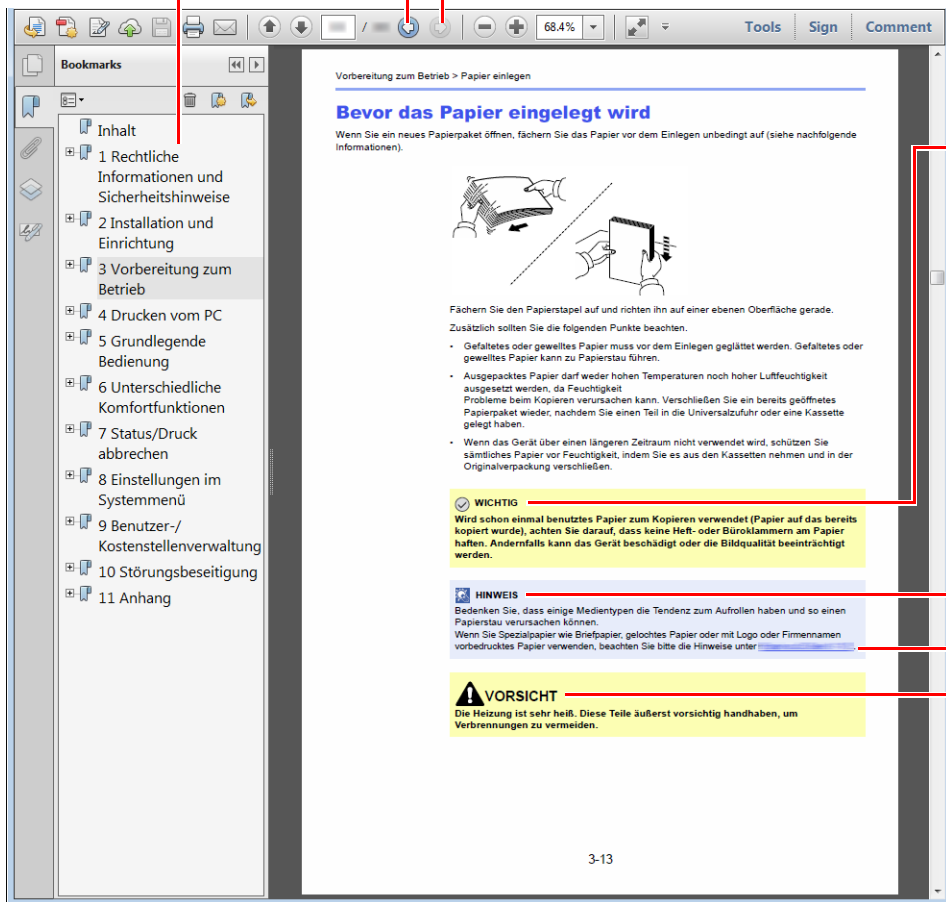 68.4%
Tools
Sign
Comment
Bookmarks
Inhalt
1 Rechtliche
Informationen und
Sicherheitshinweise
2 Installation und
Einrichtung
3 Vorbereitung zum
Betrieb
4 Drucken vom PC
5 Grundlegende
Bedienung
6 Unterschiedliche
Komfortfunktionen
7 Status/Druck
abbrechen
8 Einstellungen im
Systemmenü
9 Benutzer-/
Kostenstellenverwaltung
10 Störungsbeseitigung
11 Anhang
Vorbereitung zum Betrieb > Papier einlegen
Bevor das Papier eingelegt wird
Wenn Sie ein neues Papierpaket öffnen, fächern Sie das Papier vor dem Einlegen unbedingt auf (siehe nachfolgende
Informationen).
Fächern Sie den Papierstapel auf und richten ihn auf einer ebenen Oberfläche gerade.
Zusätzlich sollten Sie die folgenden Punkte beachten.
• Gefaltetes oder gewelltes Papier muss vor dem Einlegen geglättet werden. Gefaltetes oder
gewelltes Papier kann zu Papierstau führen.
• Ausgepacktes Papier darf weder hohen Temperaturen noch hoher Luftfeuchtigkeit
ausgesetzt werden, da Feuchtigkeit
Probleme beim Kopieren verursachen kann. Verschließen Sie ein bereits geöffnetes
Papierpaket wieder, nachdem Sie einen Teil in die Universalzufuhr oder eine Kassette
gelegt haben.
• Wenn das Gerät über einen längeren Zeitraum nicht verwendet wird, schützen Sie
sämtliches Papier vor Feuchtigkeit, indem Sie es aus den Kassetten nehmen und in der
Originalverpackung verschließen.
WICHTIG
Wird schon einmal benutztes Papier zum Kopieren verwendet (Papier auf das bereits
kopiert wurde), achten Sie darauf, dass keine Heft- oder Büroklammern am Papier
haften. Andernfalls kann das Gerät beschädigt oder die Bildqualität beeinträchtigt
werden.
HINWEIS
Bedenken Sie, dass einige Medientypen die Tendenz zum Aufrollen haben und so einen
Papierstau verursachen können.
Wenn Sie Spezialpapier wie Briefpapier, gelochtes Papier oder mit Logo oder Firmennamen
vorbedrucktes Papier verwenden, beachten Sie bitte die Hinweise unter
VORSICHT
Die Heizung ist sehr heiß. Diese Teile äußerst vorsichtig handhaben, um
Verbrennungen zu vermeiden.
3-13